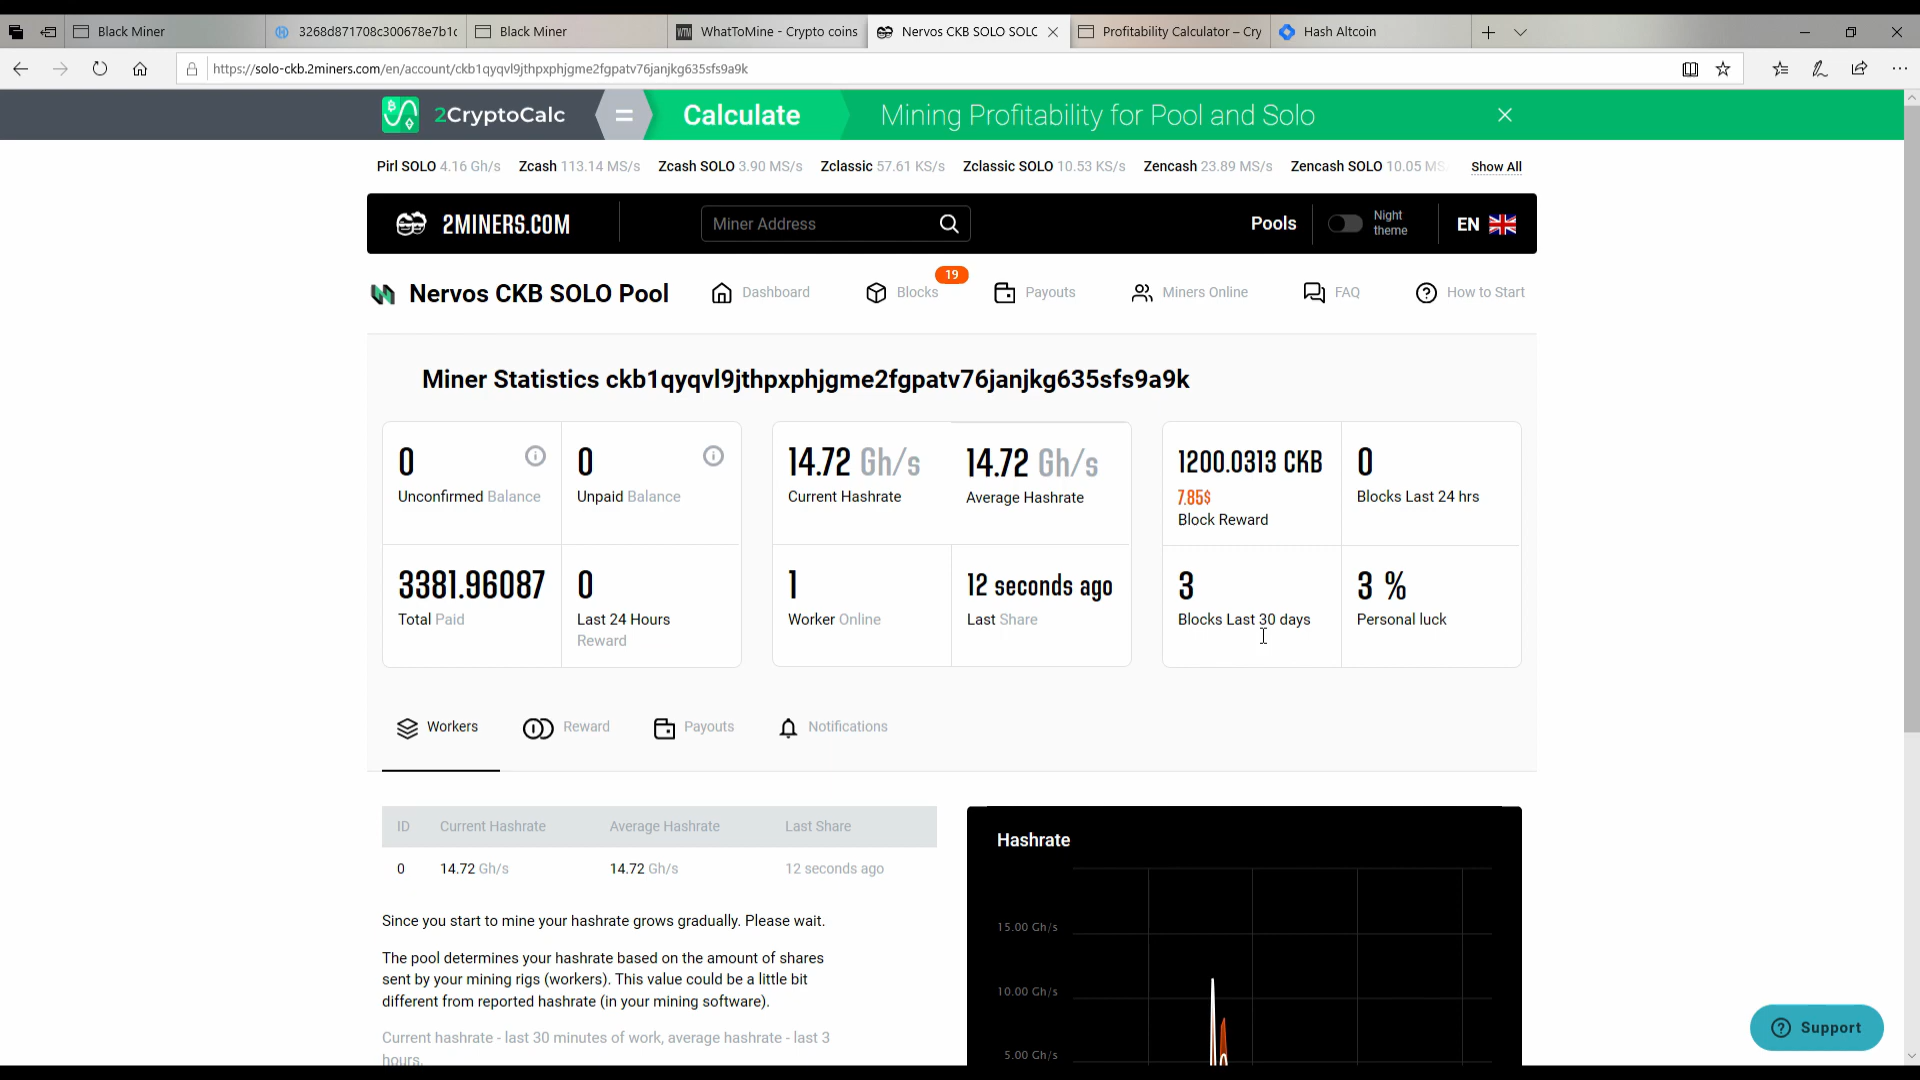 Black Miner
3268d871708c300678e7b1c
Black Miner
WhatToMine - Crypto coins
Nervos CKB SOLO SOLC
Profitability Calculator – Cry
Hash Altcoin
https://solo-ckb.2miners.com/en/account/ckb1qyqvl9jthpxphjgme2fgpatv76janjkg635sfs9a9k
2CryptoCalc = Calculate Mining Profitability for Pool and Solo
Pirl SOLO 4.16 Gh/s Zcash 113.14 MS/s Zcash SOLO 3.90 MS/s Zclassic 57.61 KS/s Zclassic SOLO 10.53 KS/s Zencash 23.89 MS/s Zencash SOLO 10.05 MS Show All
2MINERS.COM
Miner Address
Pools
Night theme
EN
Nervos CKB SOLO Pool
Dashboard
Blocks 19
Payouts
Miners Online
FAQ
How to Start
Miner Statistics ckb1qyqvl9jthpxphjgme2fgpatv76janjkg635sfs9a9k
0
Unconfirmed Balance
0
Unpaid Balance
3381.96087
Total Paid
0
Last 24 Hours
Reward
14.72 Gh/s
Current Hashrate
14.72 Gh/s
Average Hashrate
1
Worker Online
12 seconds ago
Last Share
1200.0313 CKB
7.85$
Block Reward
0
Blocks Last 24 hrs
3
Blocks Last 30 days
3 %
Personal luck
Workers
Reward
Payouts
Notifications
ID Current Hashrate Average Hashrate Last Share
0 14.72 Gh/s 14.72 Gh/s 12 seconds ago
Since you start to mine your hashrate grows gradually. Please wait.
The pool determines your hashrate based on the amount of shares
sent by your mining rigs (workers). This value could be a little bit
different from reported hashrate (in your mining software).
Current hashrate - last 30 minutes of work, average hashrate - last 3
hours.
Hashrate
15.00 Gh/s
10.00 Gh/s
5.00 Gh/s
Support